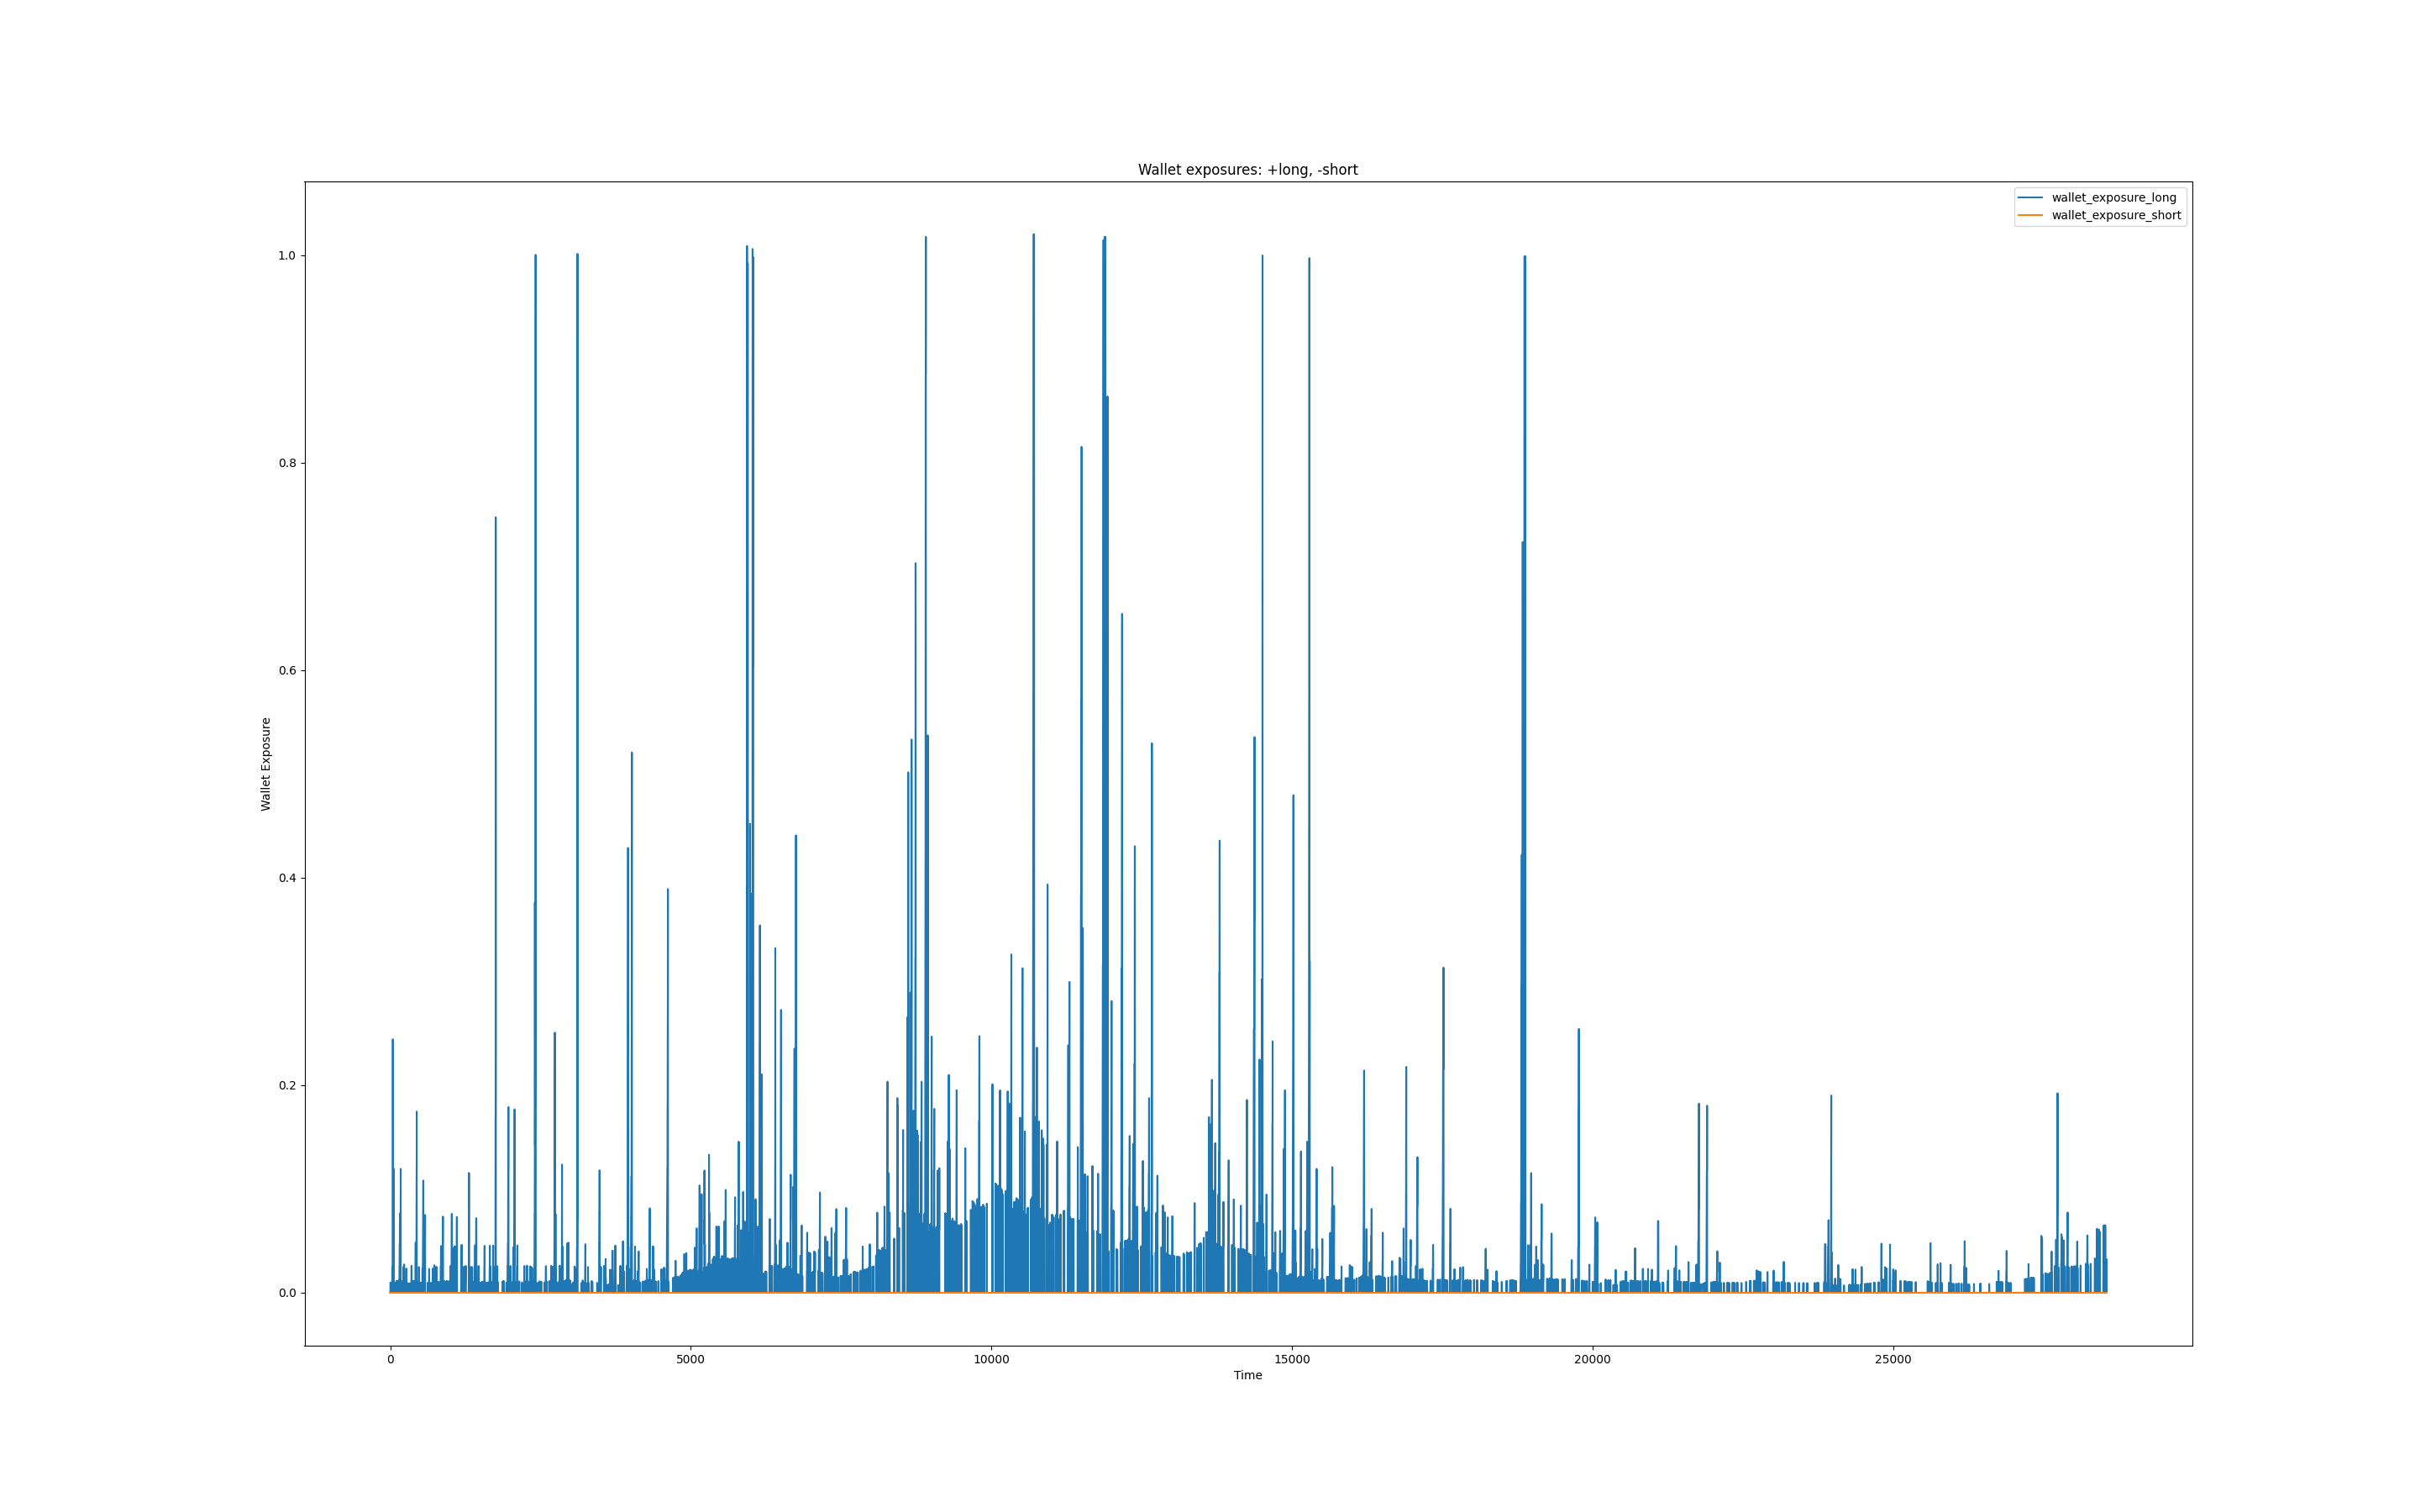 Wallet exposures: +long, -short
wallet_exposure_long
wallet_exposure_short
1.0
0.8
0.6
0.4
0.2
0.0
Wallet Exposure
0 5000 10000 15000 20000 25000
Time